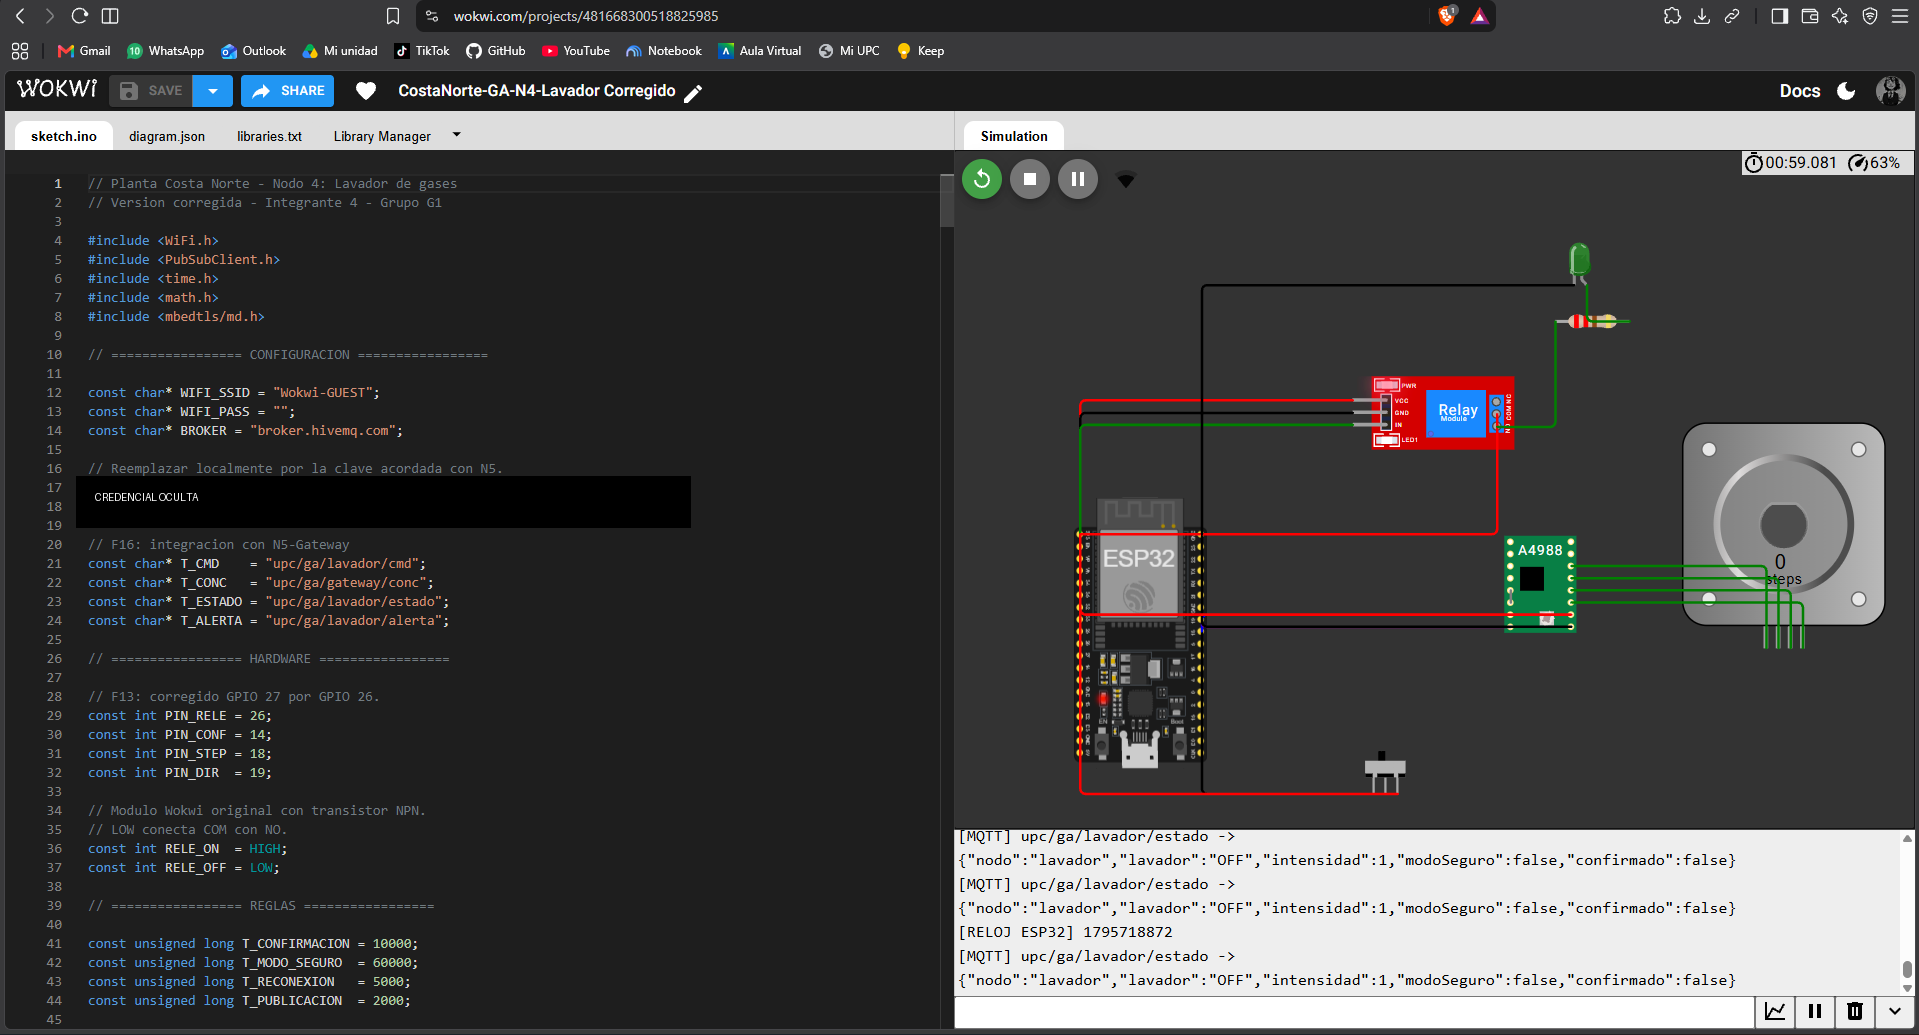 wokwi.com/projects/481668300518825985
1
Gmail
10
WhatsApp
Outlook
Mi unidad
TikTok
GitHub
YouTube
Notebook
Aula Virtual
Mi UPC
Keep
WOKWI
SAVE
SHARE
CostaNorte-GA-N4-Lavador Corregido
Docs
sketch.ino
diagram.json
libraries.txt
Library Manager
Simulation
1 // Planta Costa Norte - Nodo 4: Lavador de gases
2 // Version corregida - Integrante 4 - Grupo G1
3
4 #include <WiFi.h>
5 #include <PubSubClient.h>
6 #include <time.h>
7 #include <math.h>
8 #include <mbedtls/md.h>
9
10 // ================= CONFIGURACION =================
11
12 const char* WIFI_SSID = "Wokwi-GUEST";
13 const char* WIFI_PASS = "";
14 const char* BROKER = "broker.hivemq.com";
15
16 // Reemplazar localmente por la clave acordada con N5.
17
CREDENCIAL OCULTA
18
19
20 // F16: integracion con N5-Gateway
21 const char* T_CMD    = "upc/ga/lavador/cmd";
22 const char* T_CONC   = "upc/ga/gateway/conc";
23 const char* T_ESTADO = "upc/ga/lavador/estado";
24 const char* T_ALERTA = "upc/ga/lavador/alerta";
25
26 // ================= HARDWARE =================
27
28 // F13: corregido GPIO 27 por GPIO 26.
29 const int PIN_RELE = 26;
30 const int PIN_CONF = 14;
31 const int PIN_STEP = 18;
32 const int PIN_DIR  = 19;
33
34 // Modulo Wokwi original con transistor NPN.
35 // LOW conecta COM con NO.
36 const int RELE_ON  = HIGH;
37 const int RELE_OFF = LOW;
38
39 // ================= REGLAS =================
40
41 const unsigned long T_CONFIRMACION = 10000;
42 const unsigned long T_MODO_SEGURO  = 60000;
43 const unsigned long T_RECONEXION   = 5000;
44 const unsigned long T_PUBLICACION  = 2000;
45
00:59.081
63%
PWR
VCC
GND
IN
LED1
Relay
Module
NC
COM
NO
ESP32
EN
Boot
A4988
0
steps
[MQTT] upc/ga/lavador/estado ->
{"nodo":"lavador","lavador":"OFF","intensidad":1,"modoSeguro":false,"confirmado":false}
[MQTT] upc/ga/lavador/estado ->
{"nodo":"lavador","lavador":"OFF","intensidad":1,"modoSeguro":false,"confirmado":false}
[RELOJ ESP32] 1795718872
[MQTT] upc/ga/lavador/estado ->
{"nodo":"lavador","lavador":"OFF","intensidad":1,"modoSeguro":false,"confirmado":false}